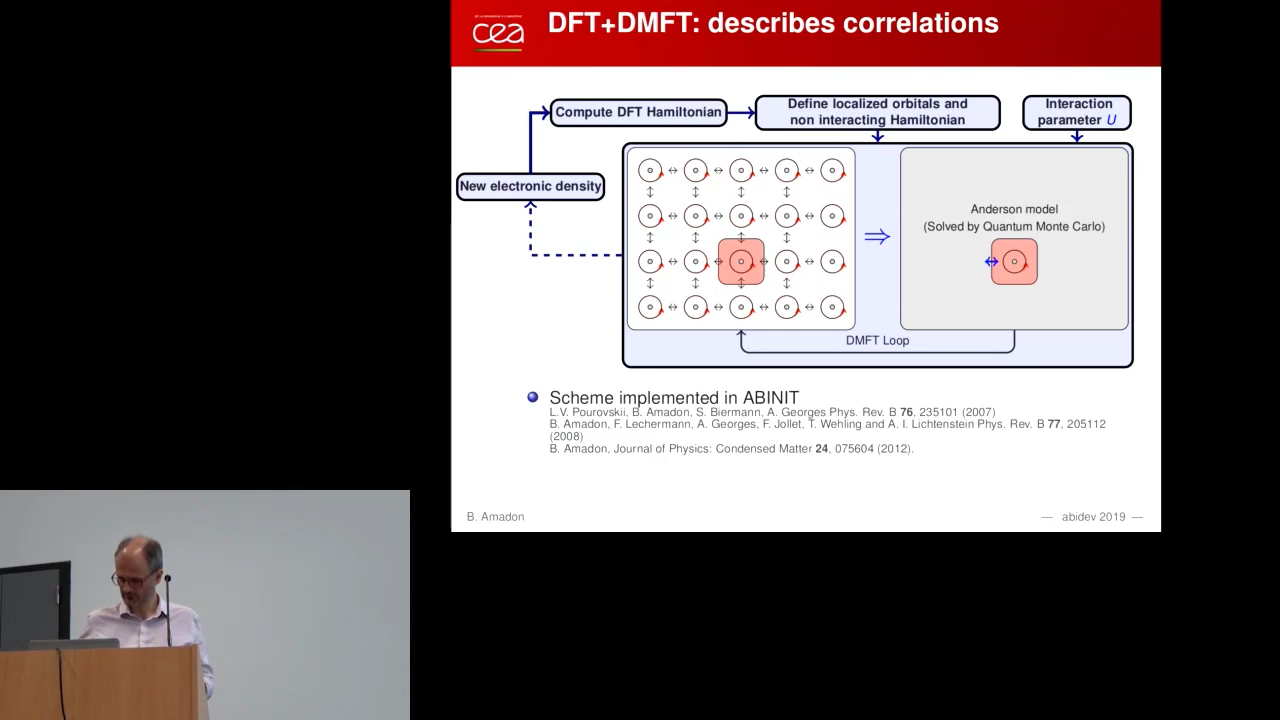 cea
DFT+DMFT: describes correlations
Compute DFT Hamiltonian
Define localized orbitals and
non interacting Hamiltonian
Interaction
parameter U
New electronic density
Anderson model
(Solved by Quantum Monte Carlo)
⇒
DMFT Loop
Scheme implemented in ABINIT
L.V. Pourovskii, B. Amadon, S. Biermann, A. Georges Phys. Rev. B 76, 235101 (2007)
B. Amadon, F. Lechermann, A. Georges, F. Jollet, T. Wehling and A. I. Lichtenstein Phys. Rev. B 77, 205112
(2008)
B. Amadon, Journal of Physics: Condensed Matter 24, 075604 (2012).
B. Amadon
— abidev 2019 —